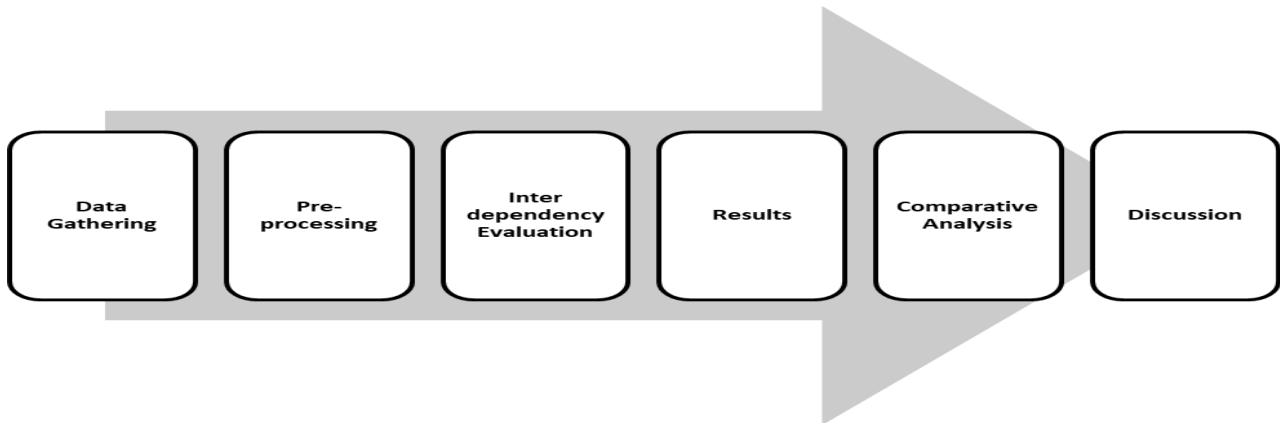 Data
Gathering
Pre-
processing
Inter
dependency
Evaluation
Results
Comparative
Analysis
Discussion